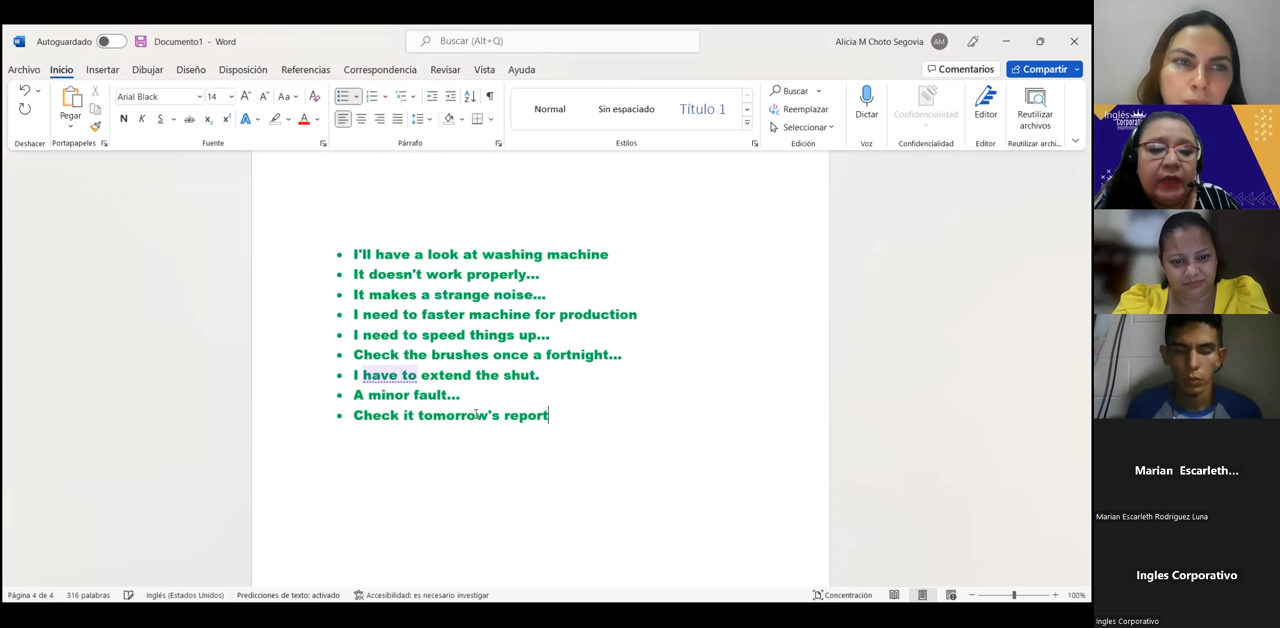 Autoguardado
Documento1 - Word
Buscar (Alt+Q)
Alicia M Choto Segovia
AM
Archivo Inicio Insertar Dibujar Diseño Disposición Referencias Correspondencia Revisar Vista Ayuda
Comentarios
Compartir
Pegar
Arial Black
14
Normal
Sin espaciado
Título 1
Buscar
Reemplazar
Seleccionar
Dictar
Confidencialidad
Editor
Reutilizar archivos
Deshacer
Portapapeles
Fuente
Párrafo
Estilos
Edición
Voz
Confidencialidad
Editor
Reutilizar archi...
• I'll have a look at washing machine
• It doesn't work properly...
• It makes a strange noise...
• I need to faster machine for production
• I need to speed things up...
• Check the brushes once a fortnight...
• I have to extend the shut.
• A minor fault...
• Check it tomorrow's report
Página 4 de 4
316 palabras
Inglés (Estados Unidos)
Predicciones de texto: activado
Accesibilidad: es necesario investigar
Concentración
100%
Inglés
Marian Escarleth...
Marian Escarleth Rodriguez Luna
Ingles Corporativo
Ingles Corporativo